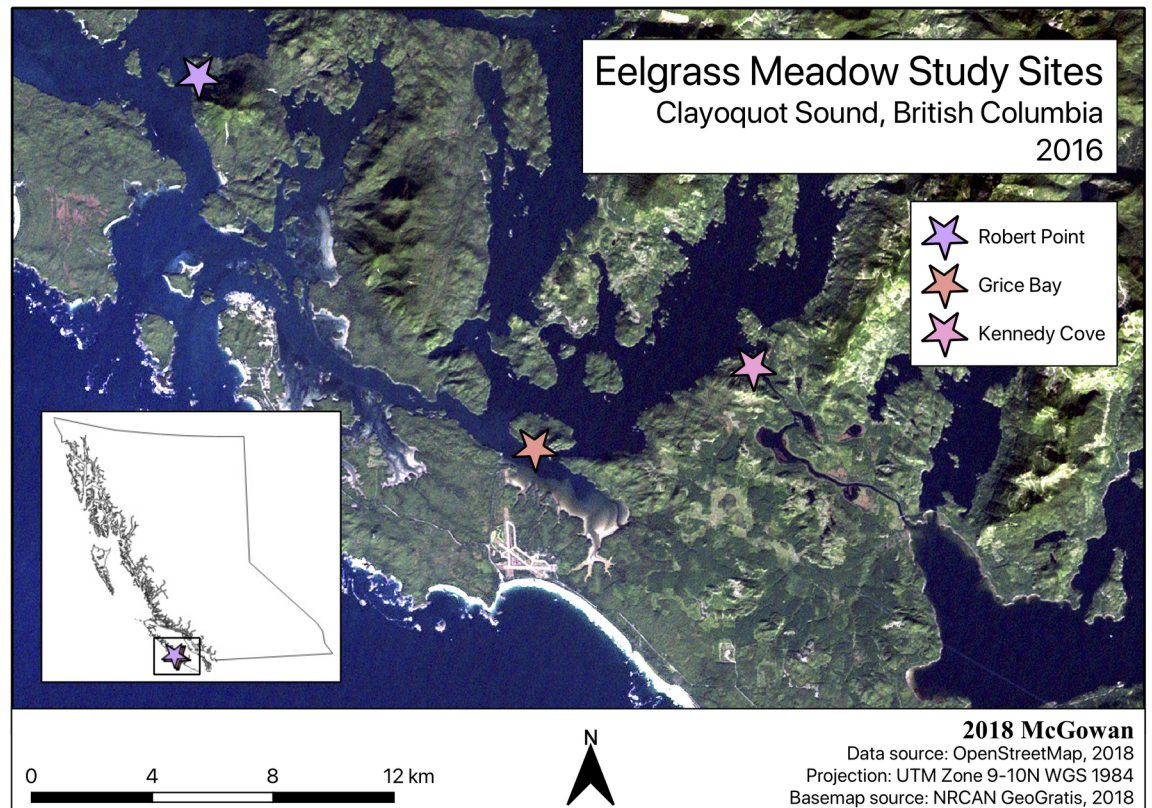 Eelgrass Meadow Study Sites
Clayoquot Sound, British Columbia
2016
Robert Point
Grice Bay
Kennedy Cove
N
0 4 8 12 km
2018 McGowan
Data source: OpenStreetMap, 2018
Projection: UTM Zone 9-10N WGS 1984
Basemap source: NRCAN GeoGratis, 2018